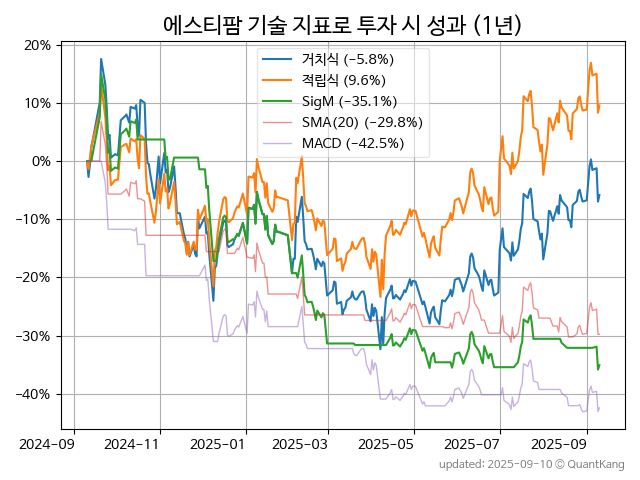 에스티팜 기술 지표로 투자 시 성과 (1년)
거치식 (−5.8%)
적립식 (9.6%)
SigM (−35.1%)
SMA(20) (−29.8%)
MACD (−42.5%)
20%
10%
0%
−10%
−20%
−30%
−40%
2024-09 2024-11 2025-01 2025-03 2025-05 2025-07 2025-09
updated: 2025-09-10 © QuantKang